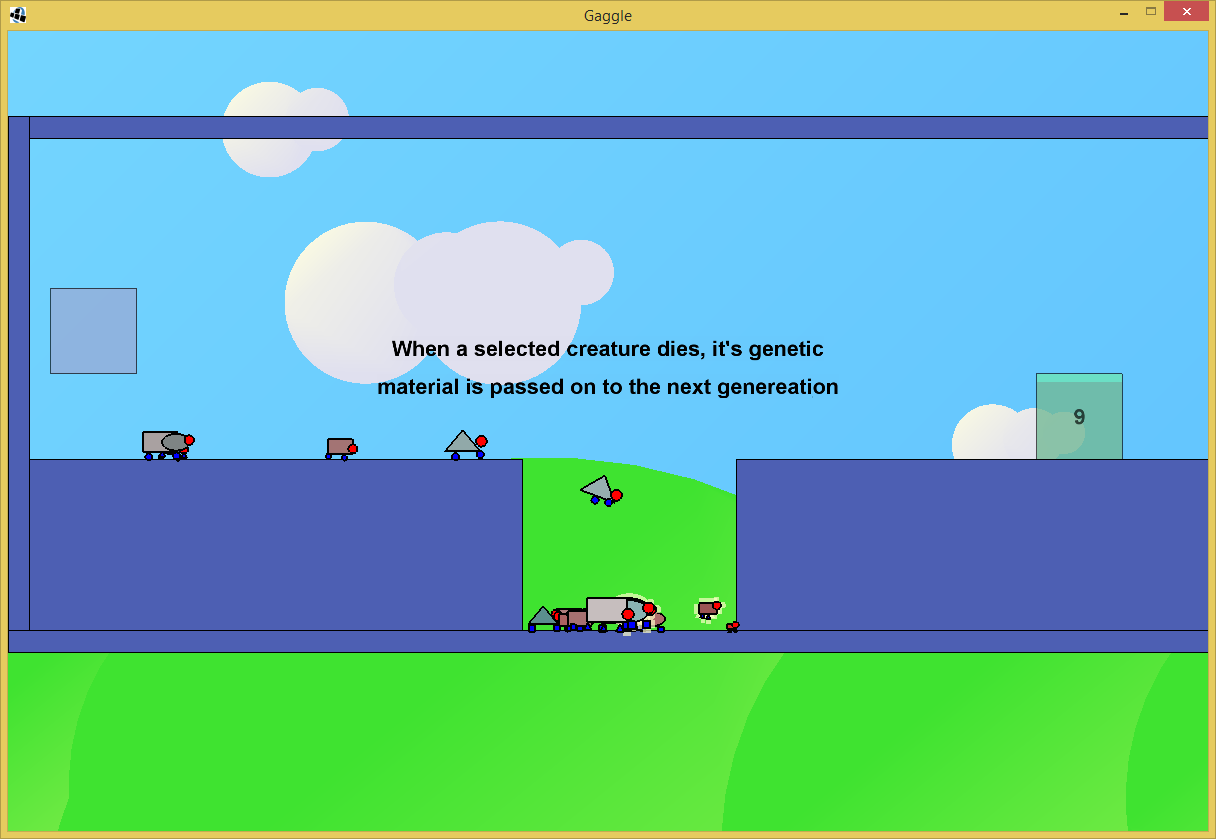 Gaggle
When a selected creature dies, it's genetic
material is passed on to the next genereation
9